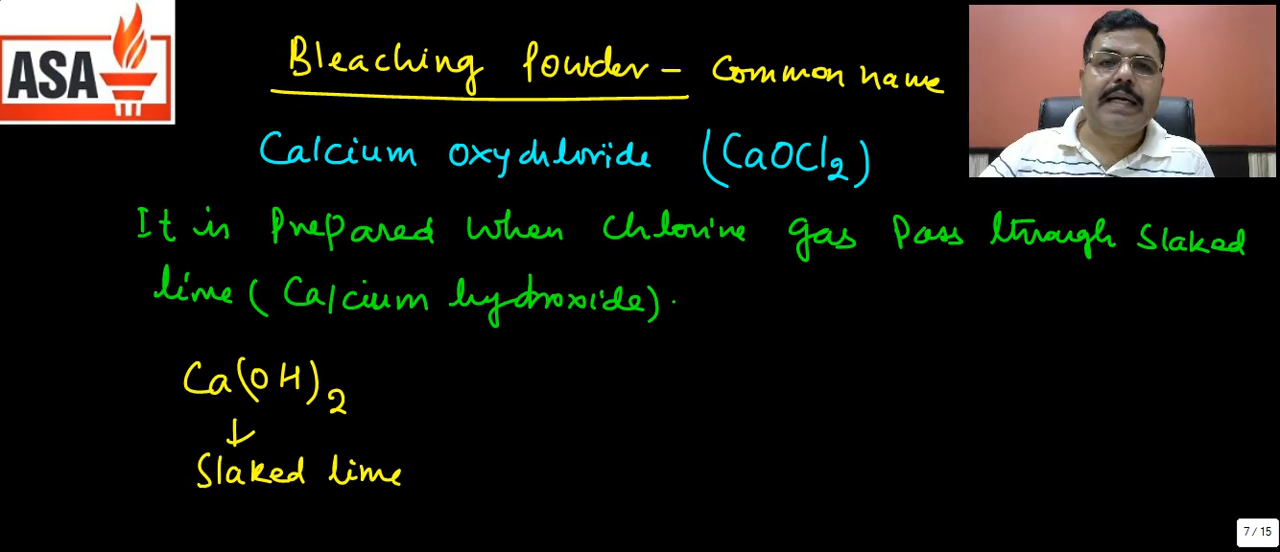 ASA
Bleaching Powder – Common name
Calcium oxychloride (CaOCl₂)
It is Prepared when Chlorine gas Pass through Slaked
lime (Calcium hydroxide).
Ca(OH)₂
↓
Slaked lime
7 / 15